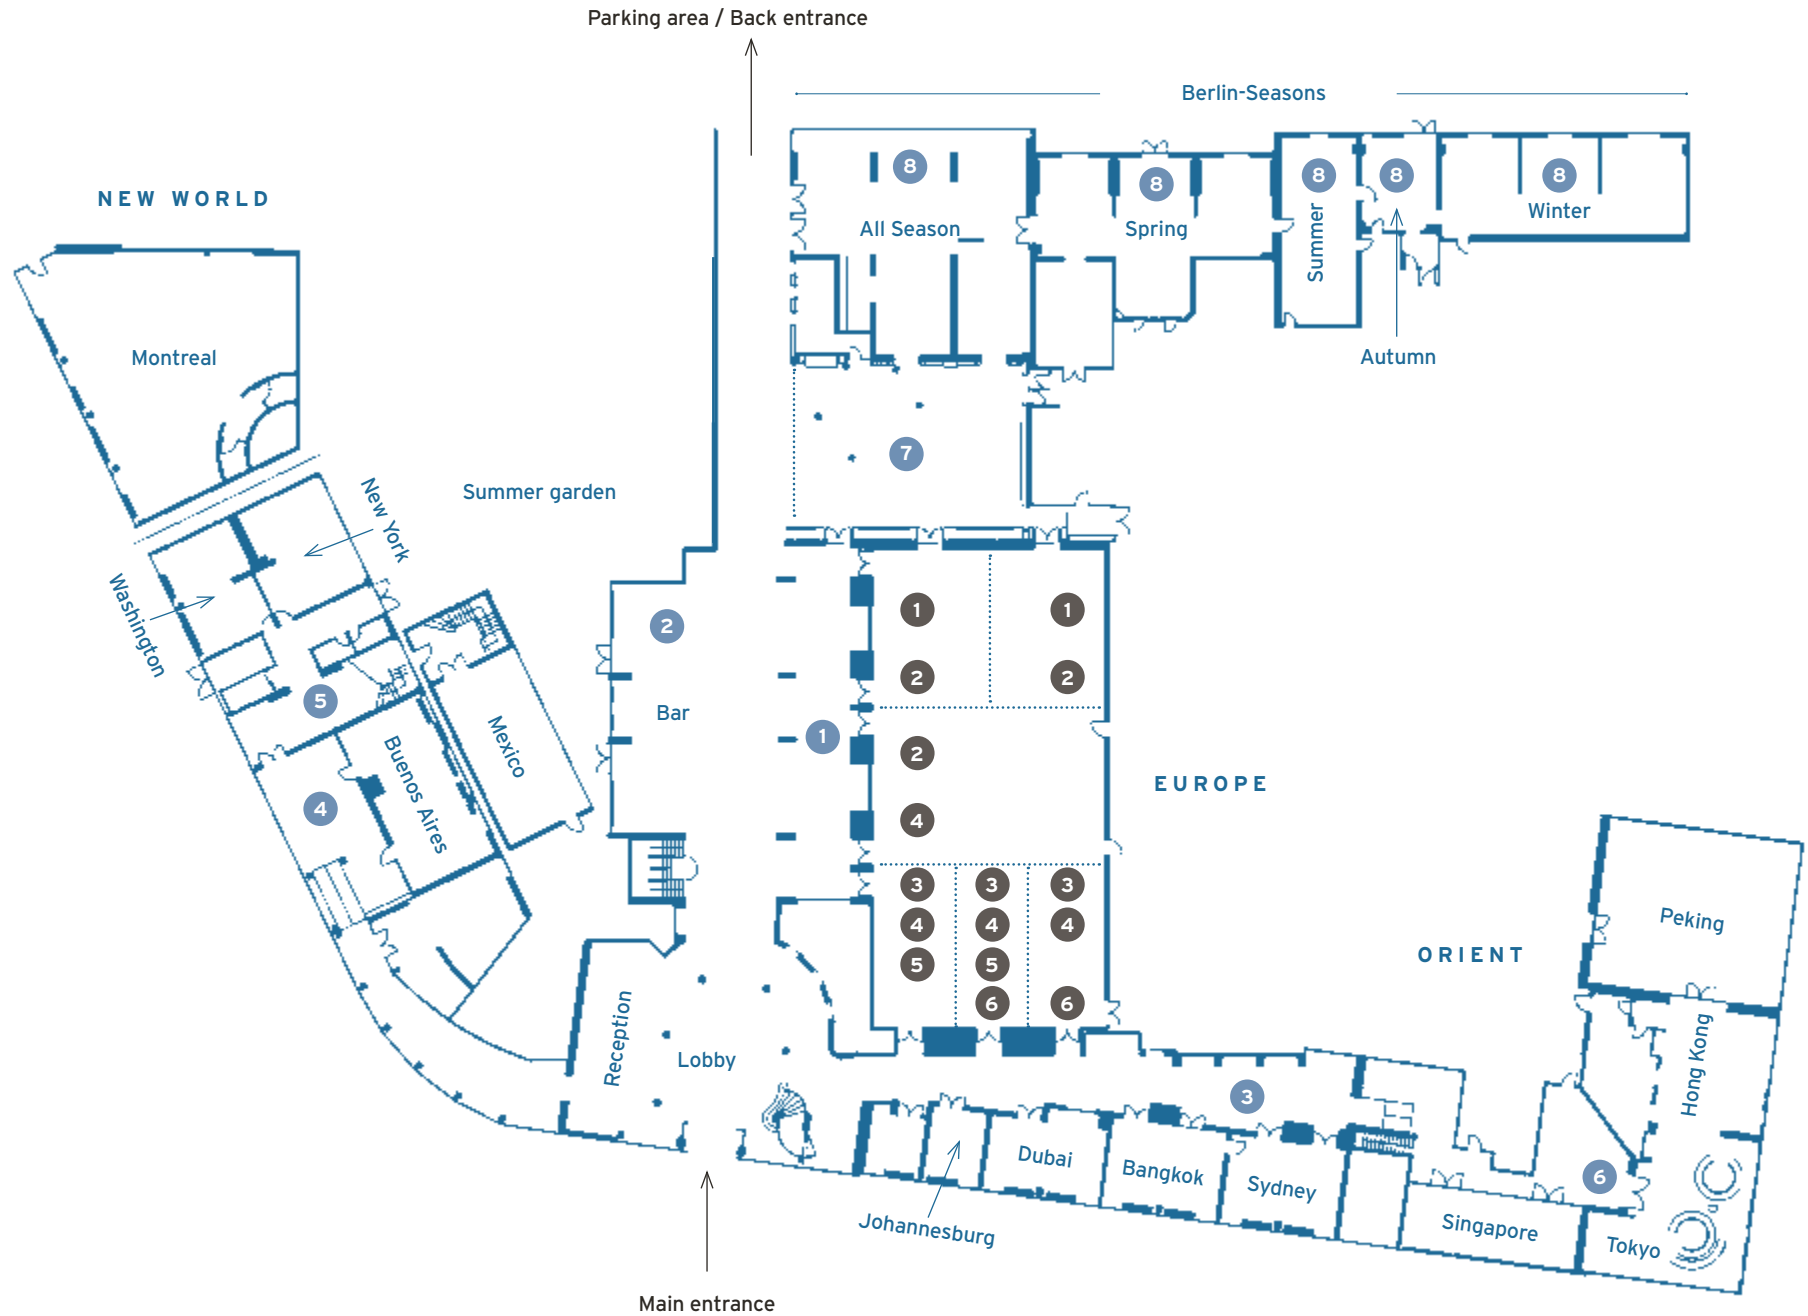 Parking area / Back entrance
Berlin-Seasons
NEW WORLD
8
8
8
8
8
All Season
Spring
Summer
Winter
Autumn
Montreal
7
Summer garden
New York
Washington
5
Mexico
Buenos Aires
4
2
Bar
1
1
1
2
2
2
4
3
3
3
4
4
4
5
5
6
6
EUROPE
ORIENT
Peking
Hong Kong
Reception
Lobby
3
Dubai
Bangkok
Sydney
6
Johannesburg
Singapore
Tokyo
Main entrance